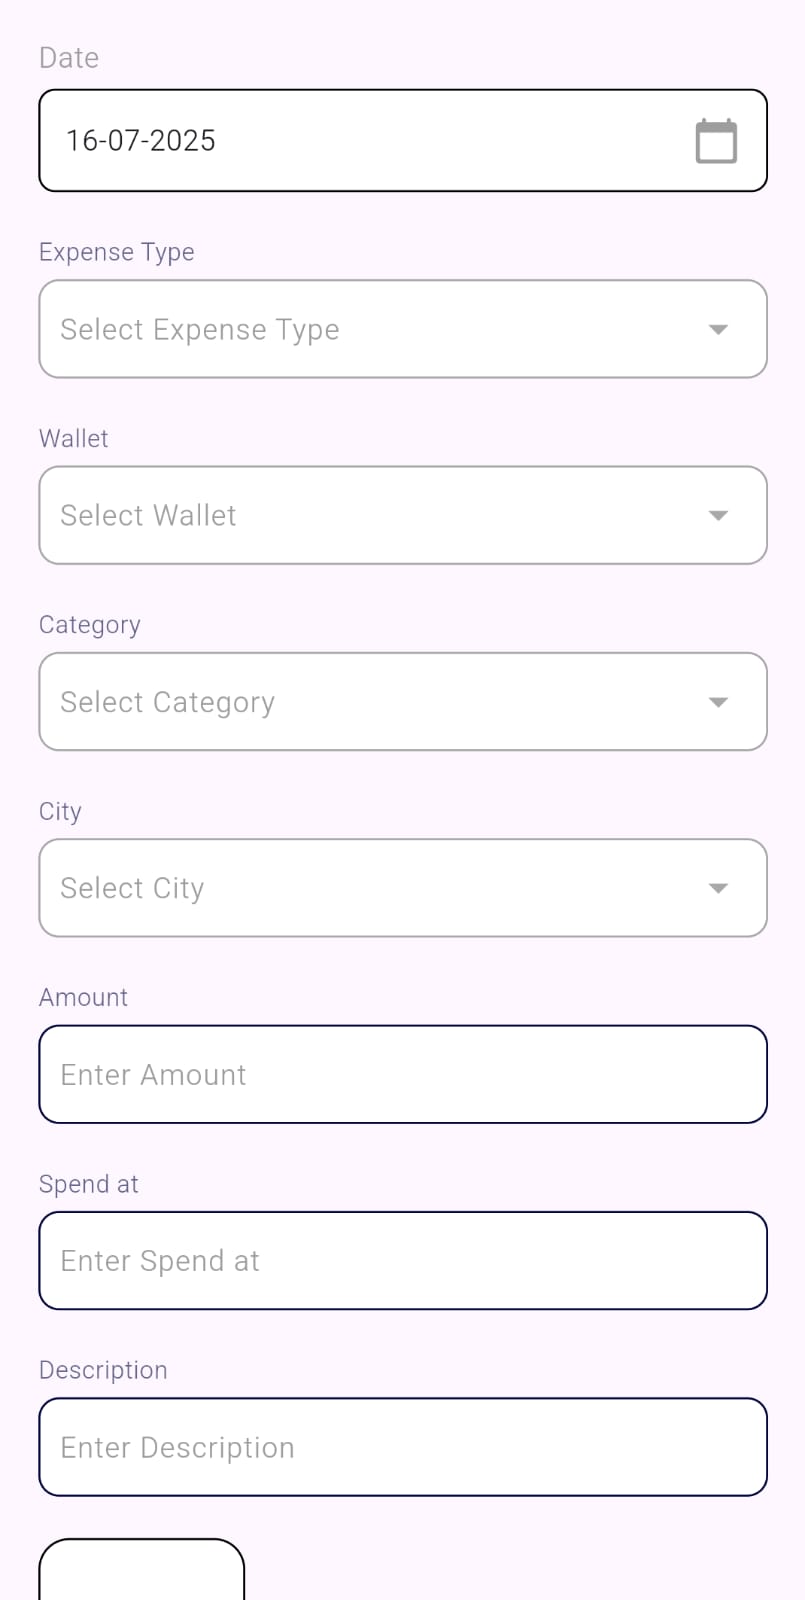 Date
16-07-2025
Expense Type
Select Expense Type
Wallet
Select Wallet
Category
Select Category
City
Select City
Amount
Enter Amount
Spend at
Enter Spend at
Description
Enter Description